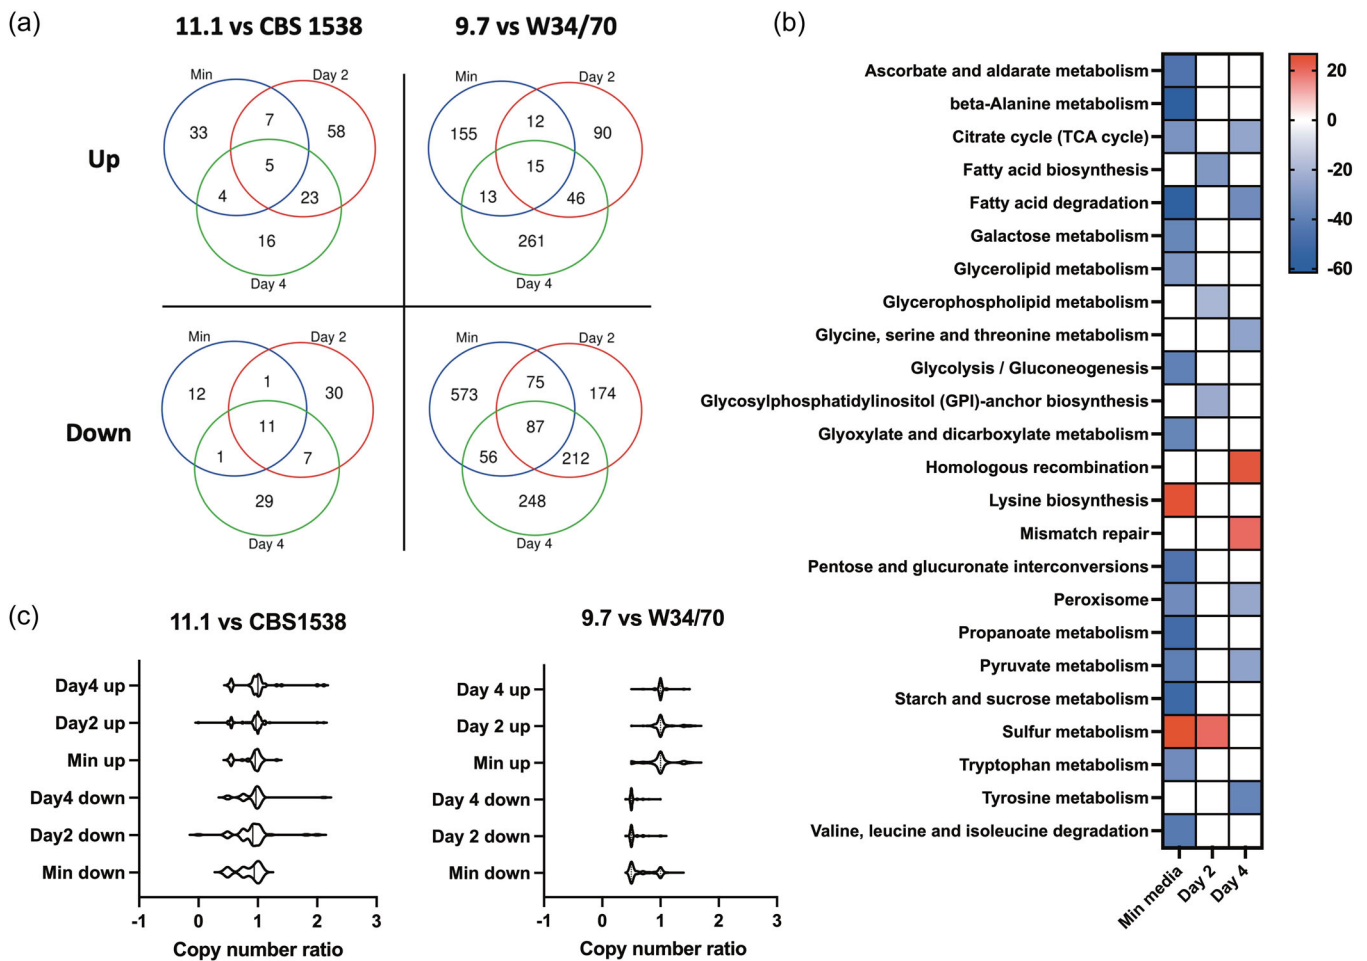 (a)
11.1 vs CBS 1538
9.7 vs W34/70
Up
Min
Day 2
33
7
58
5
4
23
16
Day 4
Min
Day 2
155
12
90
15
13
46
261
Day 4
Down
Min
Day 2
12
1
30
11
1
7
29
Day 4
Min
Day 2
573
75
174
87
56
212
248
Day 4
(b)
Ascorbate and aldarate metabolism
beta-Alanine metabolism
Citrate cycle (TCA cycle)
Fatty acid biosynthesis
Fatty acid degradation
Galactose metabolism
Glycerolipid metabolism
Glycerophospholipid metabolism
Glycine, serine and threonine metabolism
Glycolysis / Gluconeogenesis
Glycosylphosphatidylinositol (GPI)-anchor biosynthesis
Glyoxylate and dicarboxylate metabolism
Homologous recombination
Lysine biosynthesis
Mismatch repair
Pentose and glucuronate interconversions
Peroxisome
Propanoate metabolism
Pyruvate metabolism
Starch and sucrose metabolism
Sulfur metabolism
Tryptophan metabolism
Tyrosine metabolism
Valine, leucine and isoleucine degradation
Min media
Day 2
Day 4
20
0
-20
-40
-60
(c)
11.1 vs CBS1538
Day4 up
Day2 up
Min up
Day4 down
Day2 down
Min down
-1 0 1 2 3
Copy number ratio
9.7 vs W34/70
Day 4 up
Day 2 up
Min up
Day 4 down
Day 2 down
Min down
-1 0 1 2 3
Copy number ratio